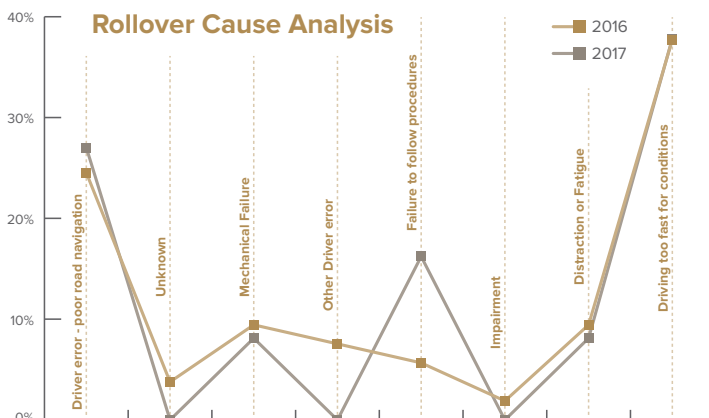 Rollover Cause Analysis
2016
2017
40%
30%
20%
10%
0%
Driver error - poor road navigation
Unknown
Mechanical Failure
Other Driver error
Failure to follow procedures
Impairment
Distraction or Fatigue
Driving too fast for conditions